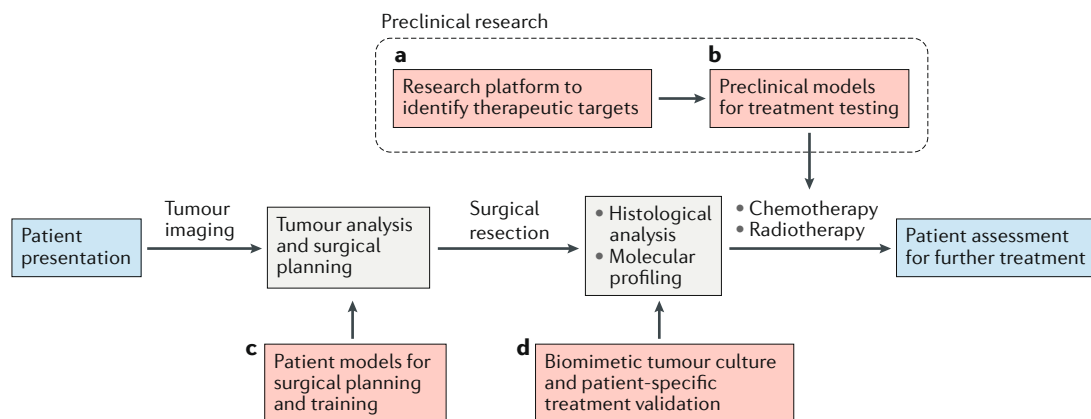 Preclinical research
a
Research platform to
identify therapeutic targets
b
Preclinical models
for treatment testing
Patient
presentation
Tumour
imaging
Tumour analysis
and surgical
planning
Surgical
resection
• Histological
analysis
• Molecular
profiling
• Chemotherapy
• Radiotherapy
Patient assessment
for further treatment
c
Patient models for
surgical planning
and training
d
Biomimetic tumour culture
and patient-specific
treatment validation